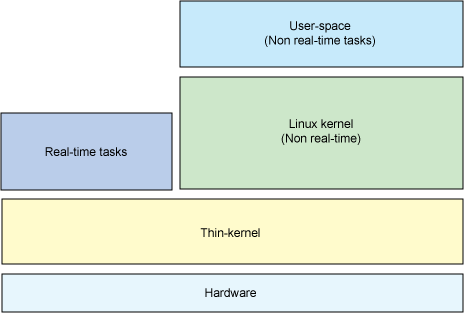 User-space
(Non real-time tasks)
Linux kernel
(Non real-time)
Real-time tasks
Thin-kernel
Hardware